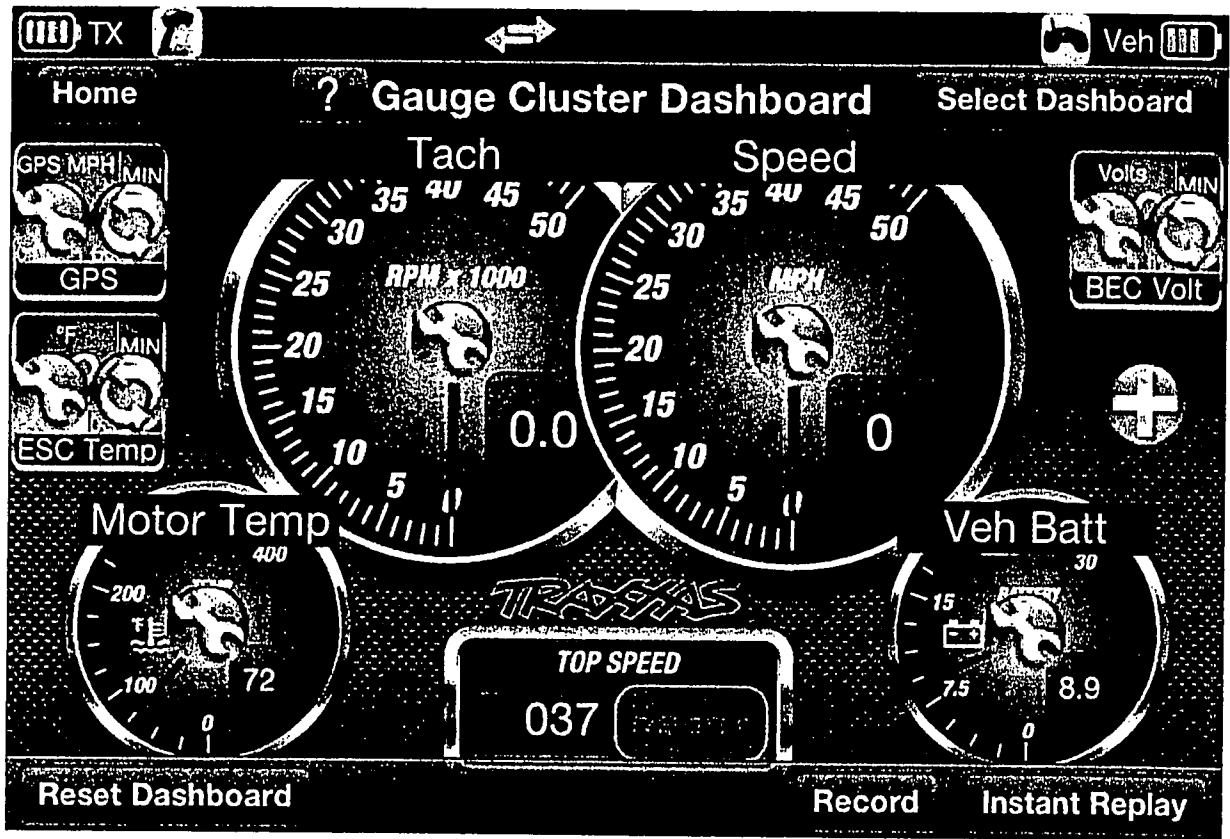 TX
Veh
Home
? Gauge Cluster Dashboard
Select Dashboard
GPS MPH MIN
GPS
°F MIN
ESC Temp
Tach
5 10 15 20 25 30 35 40 45 50
RPM x 1000
0
0.0
Speed
5 10 15 20 25 30 35 40 45 50
MPH
0
0
Volts MIN
BEC Volt
Motor Temp
400
200
°F
100
72
0
TRAXXAS
TOP SPEED
037
Veh Batt
30
15
7.5
8.9
0
Reset Dashboard
Record
Instant Replay